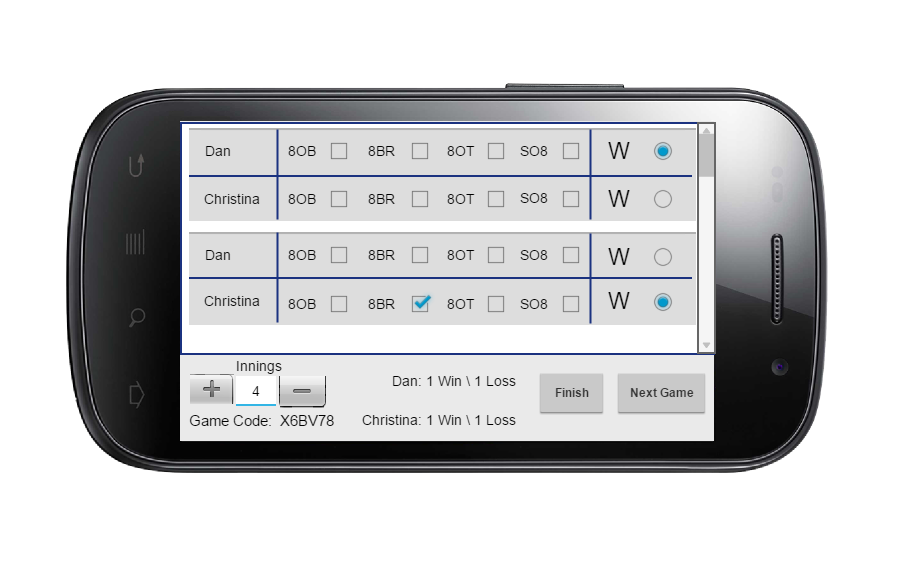 Dan 8OB 8BR 8OT SO8 W
Christina 8OB 8BR 8OT SO8 W
Dan 8OB 8BR 8OT SO8 W
Christina 8OB 8BR 8OT SO8 W
Innings
4
Dan: 1 Win \ 1 Loss
Finish
Next Game
Game Code: X6BV78
Christina: 1 Win \ 1 Loss